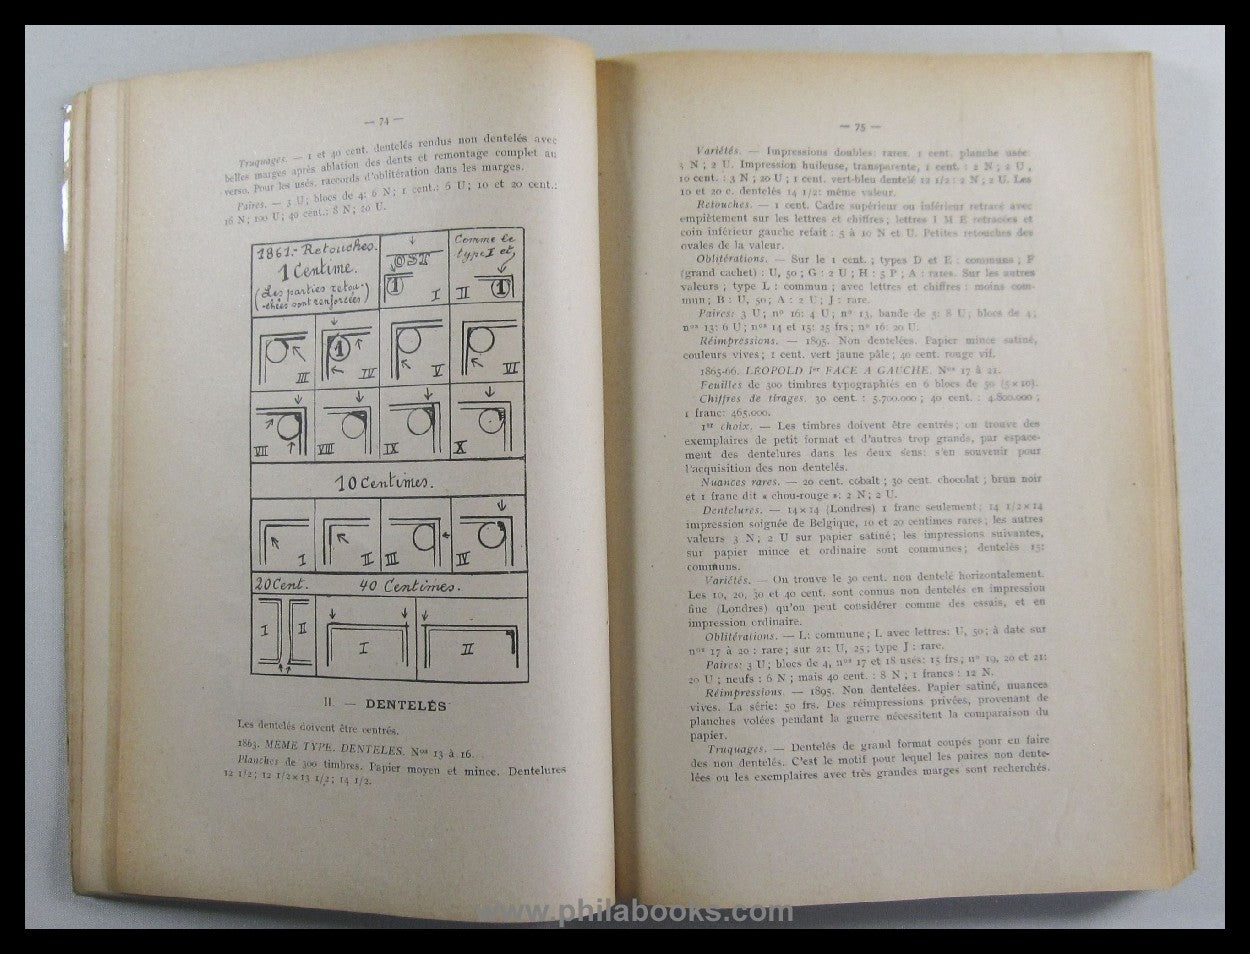 — 74 —
Truquages. — 1 et 40 cent. dentelés rendus non dentelés avec
belles marges après ablation des dents et remontage complet au
verso. Pour les usés, raccords d'oblitération dans les marges.
Paires. — 3 U; blocs de 4: 6 N; 1 cent.: 6 U; 10 et 20 cent.:
16 N; 100 U; 40 cent.: 8 N; 20 U.
1861.- Retouches.
1 Centime.
(Les parties retou-
-chées sont renforcées)
OST
1
I
Comme le
type I et,
II
1
III
1
IV
V
VI
VII
VIII
IX
X
10 Centimes.
I
II
III
IV
20 Cent.
40 Centimes.
I
II
I
II
II. — DENTELÉS
Les dentelés doivent être centrés.
1863. MÊME TYPE. DENTELÉS. Nos 13 à 16.
Planches de 300 timbres. Papier moyen et mince. Dentelures
12 1/2; 12 1/2×13 1/2; 14 1/2.
— 75 —
Variétés. — Impressions doubles: rares. 1 cent. planche usée:
3 N; 2 U. Impression huileuse, transparente, 1 cent. : 2 N; 2 U,
10 cent. : 3 N; 20 U; 1 cent. vert-bleu dentelé 12 1/2: 2 N; 2 U. Les
10 et 20 c. dentelés 14 1/2: même valeur.
Retouches. — 1 cent. Cadre supérieur ou inférieur retracé avec
empiètement sur les lettres et chiffres; lettres I M E retracées et
coin inférieur gauche refait : 5 à 10 N et U. Petites retouches des
ovales de la valeur.
Oblitérations. — Sur le 1 cent. ; types D et E : communs; F
(grand cachet) : U, 50; G : 2 U; H : 5 P; A : rares. Sur les autres
valeurs ; type L : commun ; avec lettres et chiffres : moins com-
mun; B : U, 50; A : 2 U; J : rare.
Paires: 3 U; no 16: 4 U; no 13, bande de 5: 8 U; blocs de 4;
nos 13: 6 U; nos 14 et 15: 25 frs; no 16: 20 U.
Réimpressions. — 1895. Non dentelées. Papier mince satiné,
couleurs vives; 1 cent. vert jaune pâle; 40 cent. rouge vif.
1865-66. LÉOPOLD Ier FACE A GAUCHE. Nos 17 à 21.
Feuilles de 300 timbres typographiés en 6 blocs de 50 (5×10).
Chiffres de tirages. 30 cent. : 5.700.000 ; 40 cent. : 4.800.000 ;
1 franc: 465.000.
1er choix. — Les timbres doivent être centrés; on trouve des
exemplaires de petit format et d'autres trop grands, par espace-
ment des dentelures dans les deux sens: s'en souvenir pour
l'acquisition des non dentelés.
Nuances rares. — 20 cent. cobalt ; 30 cent. chocolat ; brun noir
et 1 franc dit « chou-rouge »: 2 N; 2 U.
Dentelures. — 14×14 (Londres) 1 franc seulement; 14 1/2×14
impression soignée de Belgique, 10 et 20 centimes rares; les autres
valeurs 3 N; 2 U sur papier satiné; les impressions suivantes,
sur papier mince et ordinaire sont communes; dentelés 15:
communs.
Variétés. — On trouve le 30 cent. non dentelé horizontalement.
Les 10, 20, 30 et 40 cent. sont connus non dentelés en impression
fine (Londres) qu'on peut considérer comme des essais, et en
impression ordinaire.
Oblitérations. — L: commune; L avec lettres: U, 50; à date sur
nos 17 à 20 : rare; sur 21: U, 25; type J : rare.
Paires: 3 U; blocs de 4, nos 17 et 18 usés: 15 frs; no 19, 20 et 21:
20 U ; neufs : 6 N ; mais 40 cent. : 8 N ; 1 francs : 12 N.
Réimpressions. — 1895. Non dentelées. Papier satiné, nuances
vives. La série: 50 frs. Des réimpressions privées, provenant de
planches volées pendant la guerre nécessitent la comparaison du
papier.
Truquages. — Dentelés de grand format coupés pour en faire
des non dentelés. C'est le motif pour lequel les paires non dente-
lées ou les exemplaires avec très grandes marges sont recherchés.
www.philabooks.com